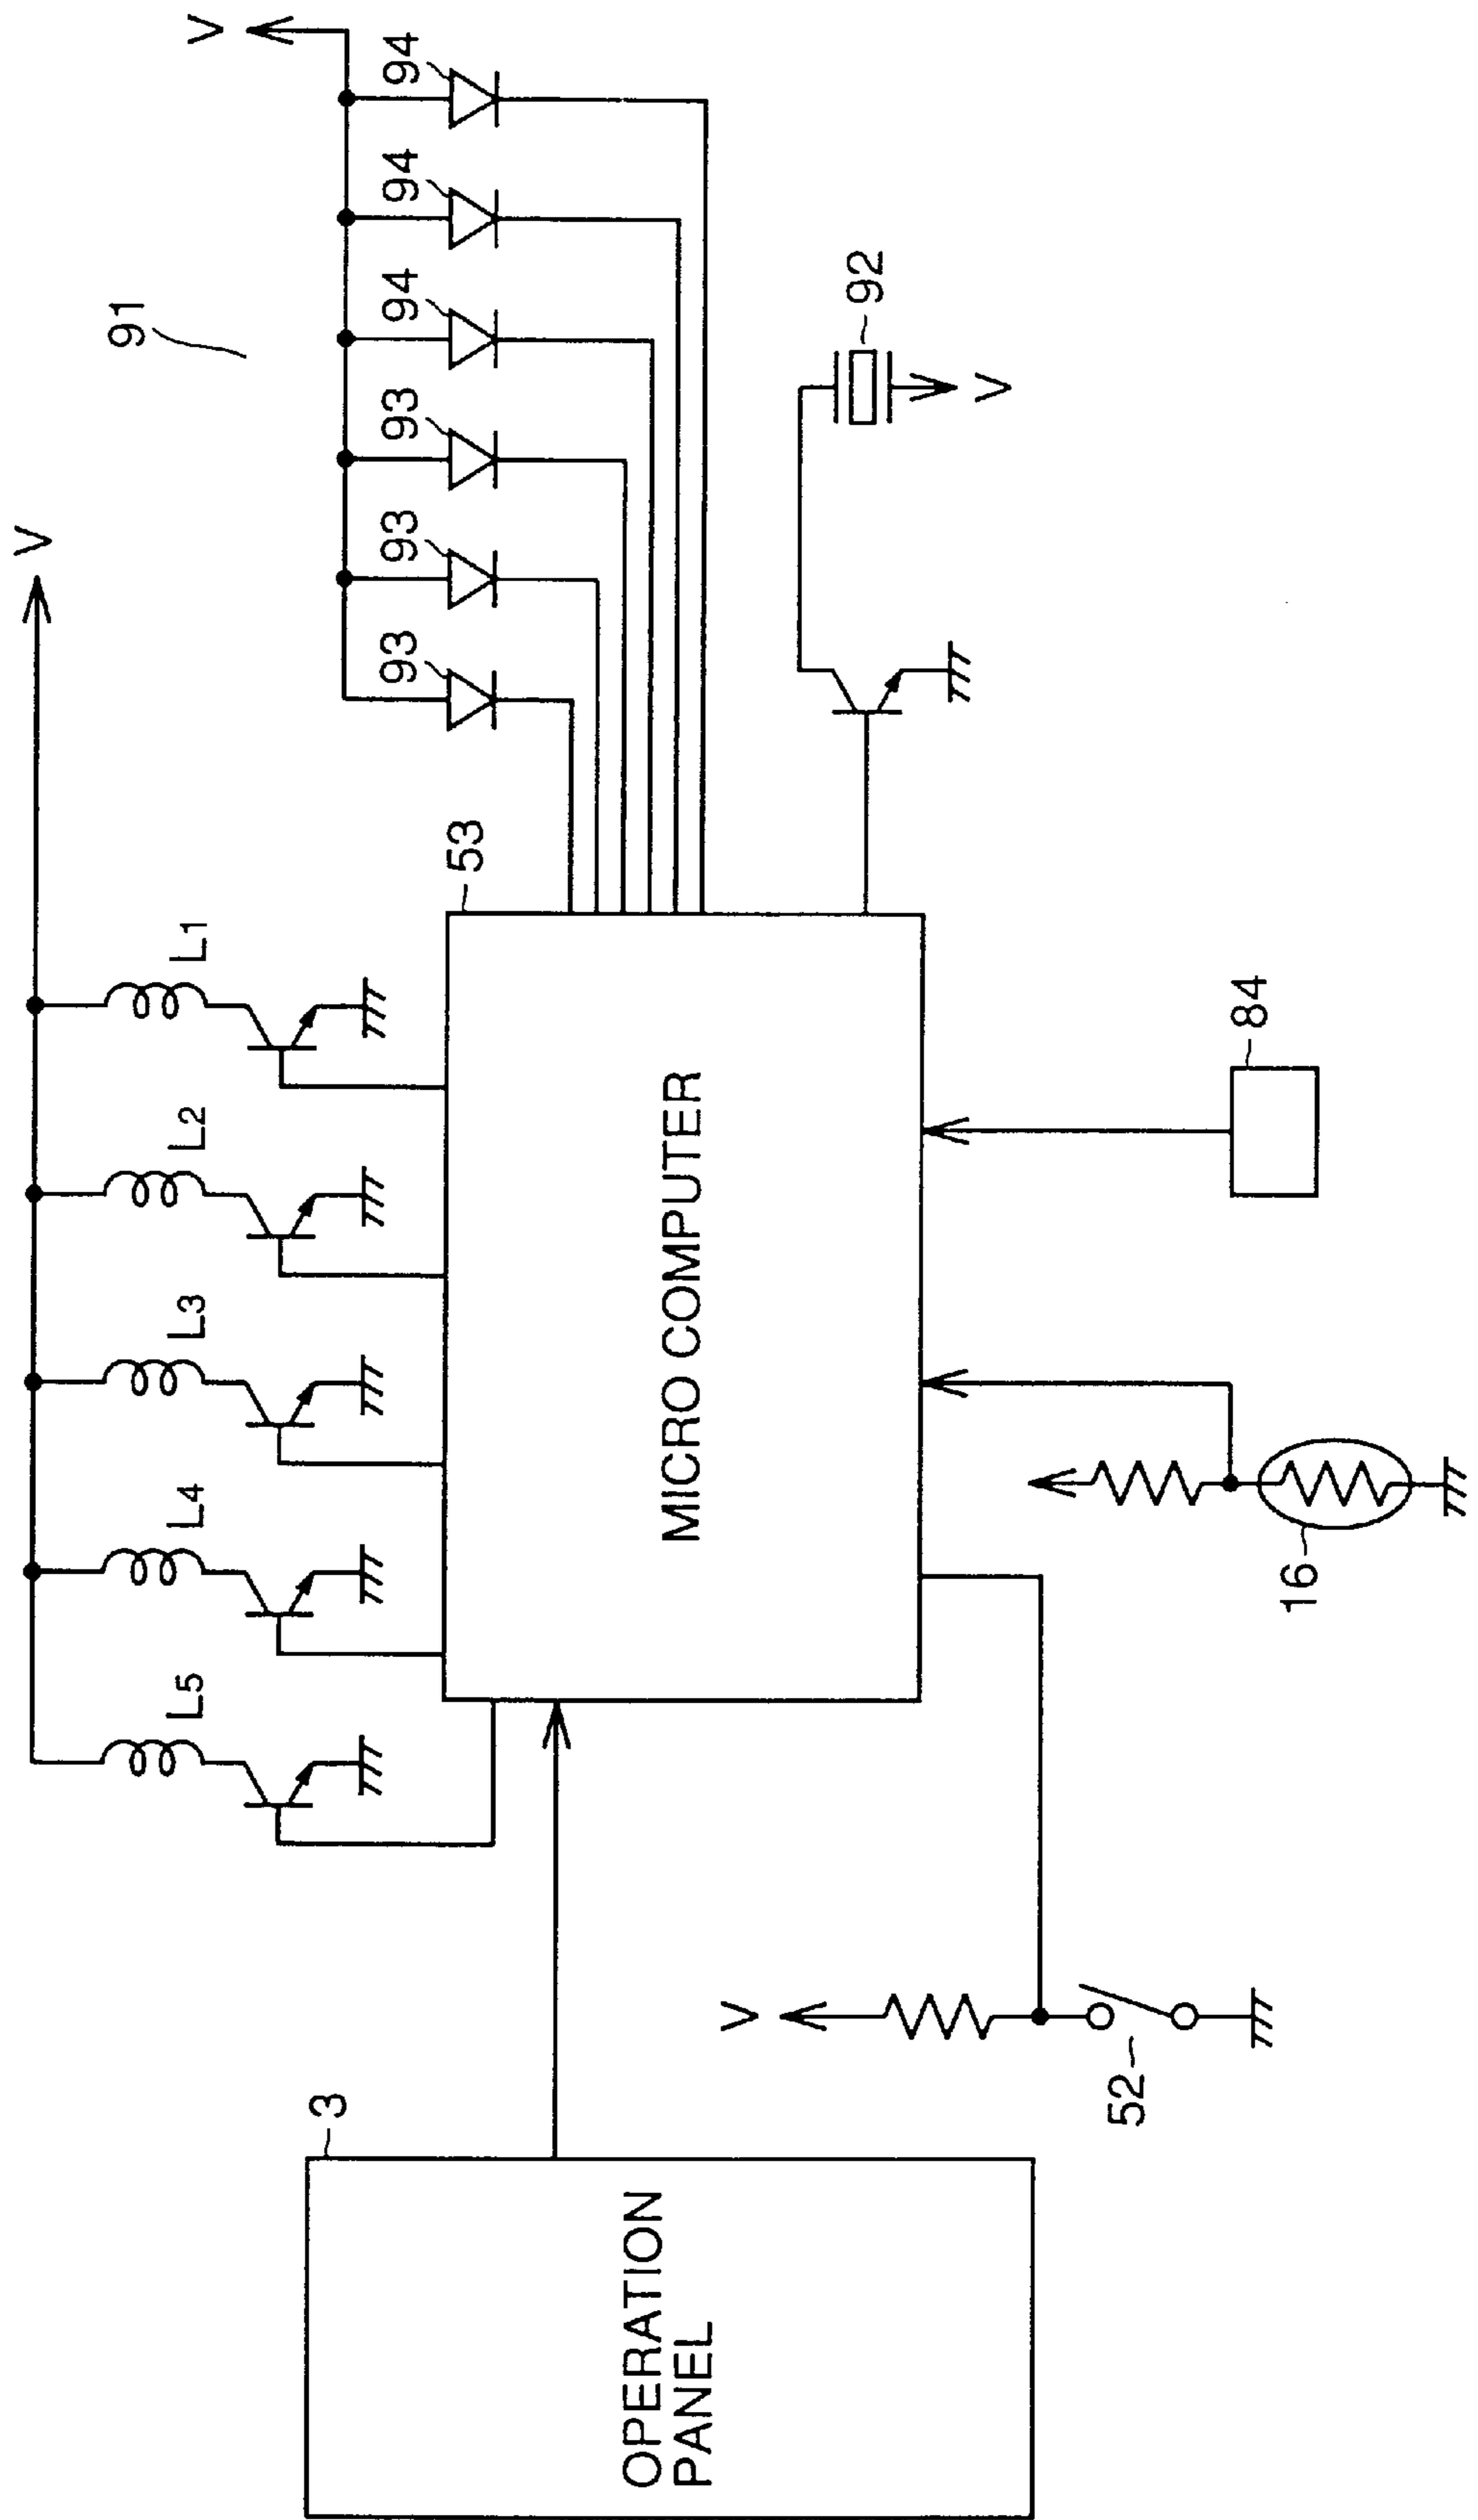 V
L5
L4
L3
L2
L1
91
V
93
93
93
94
94
94
53
3
OPERATION
PANEL
MICRO COMPUTER
V
52
16
84
92
V